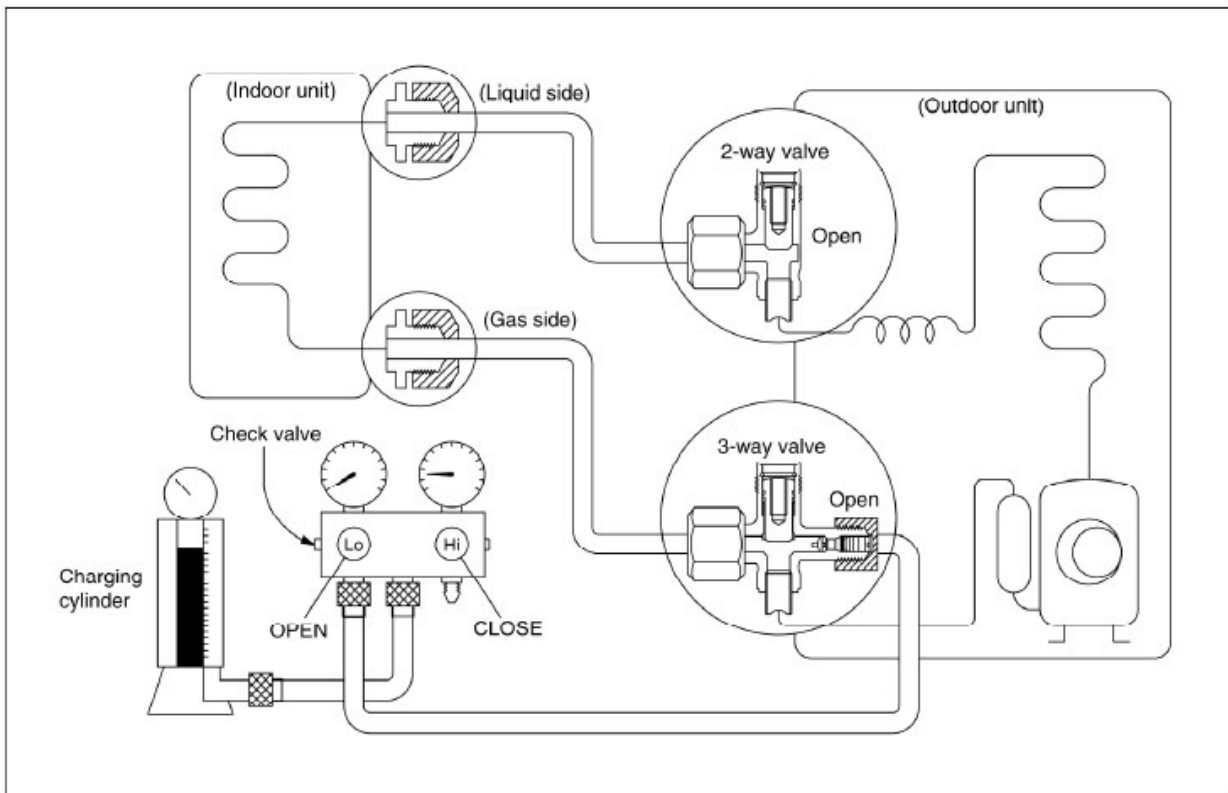 (Indoor unit)
(Liquid side)
(Outdoor unit)
2-way valve
Open
(Gas side)
3-way valve
Open
Check valve
Lo
Hi
Charging
cylinder
OPEN
CLOSE